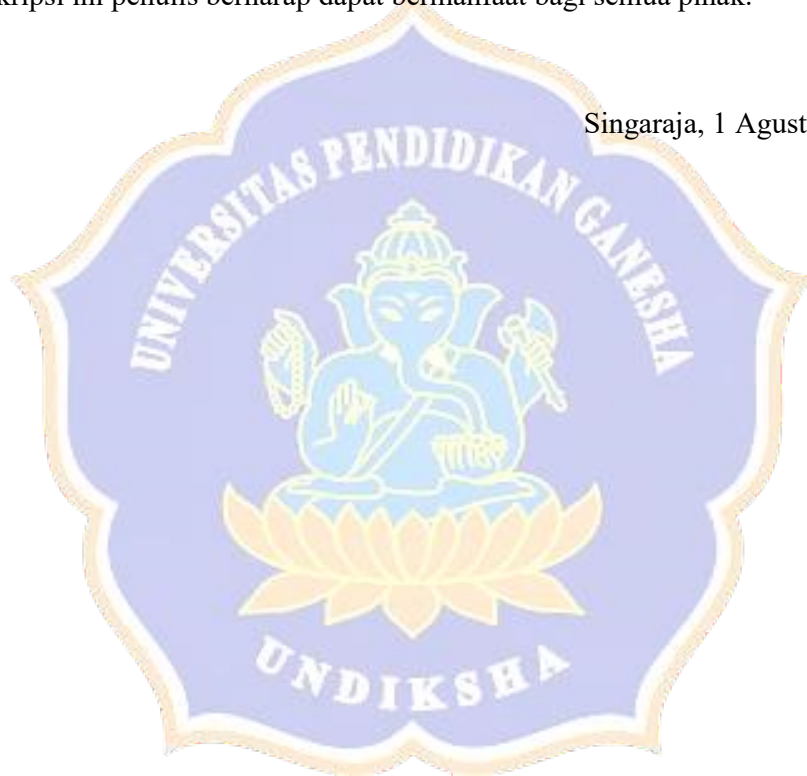 kripsi ini penulis berharap dapat bermanfaat bagi semua pihak.
Singaraja, 1 Agust
UNIVERSITAS PENDIDIKAN GANESHA
UNDIKSHA